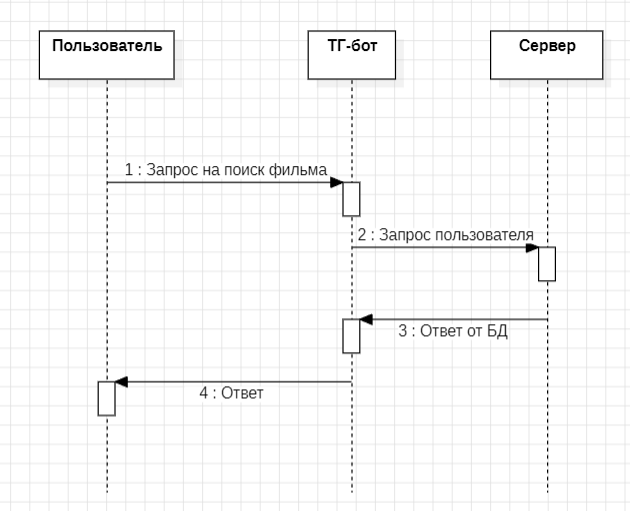 Пользователь
ТГ-бот
Сервер
1 : Запрос на поиск фильма
2 : Запрос пользователя
3 : Ответ от БД
4 : Ответ